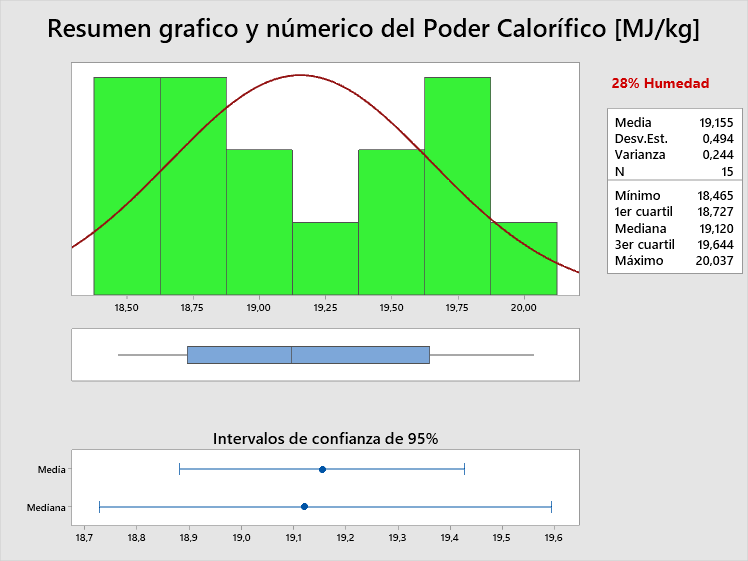 Resumen grafico y númerico del Poder Calorífico [MJ/kg]
28% Humedad
Media 19,155
Desv.Est. 0,494
Varianza 0,244
N 15
Mínimo 18,465
1er cuartil 18,727
Mediana 19,120
3er cuartil 19,644
Máximo 20,037
18,50 18,75 19,00 19,25 19,50 19,75 20,00
Intervalos de confianza de 95%
Media
Mediana
18,7 18,8 18,9 19,0 19,1 19,2 19,3 19,4 19,5 19,6